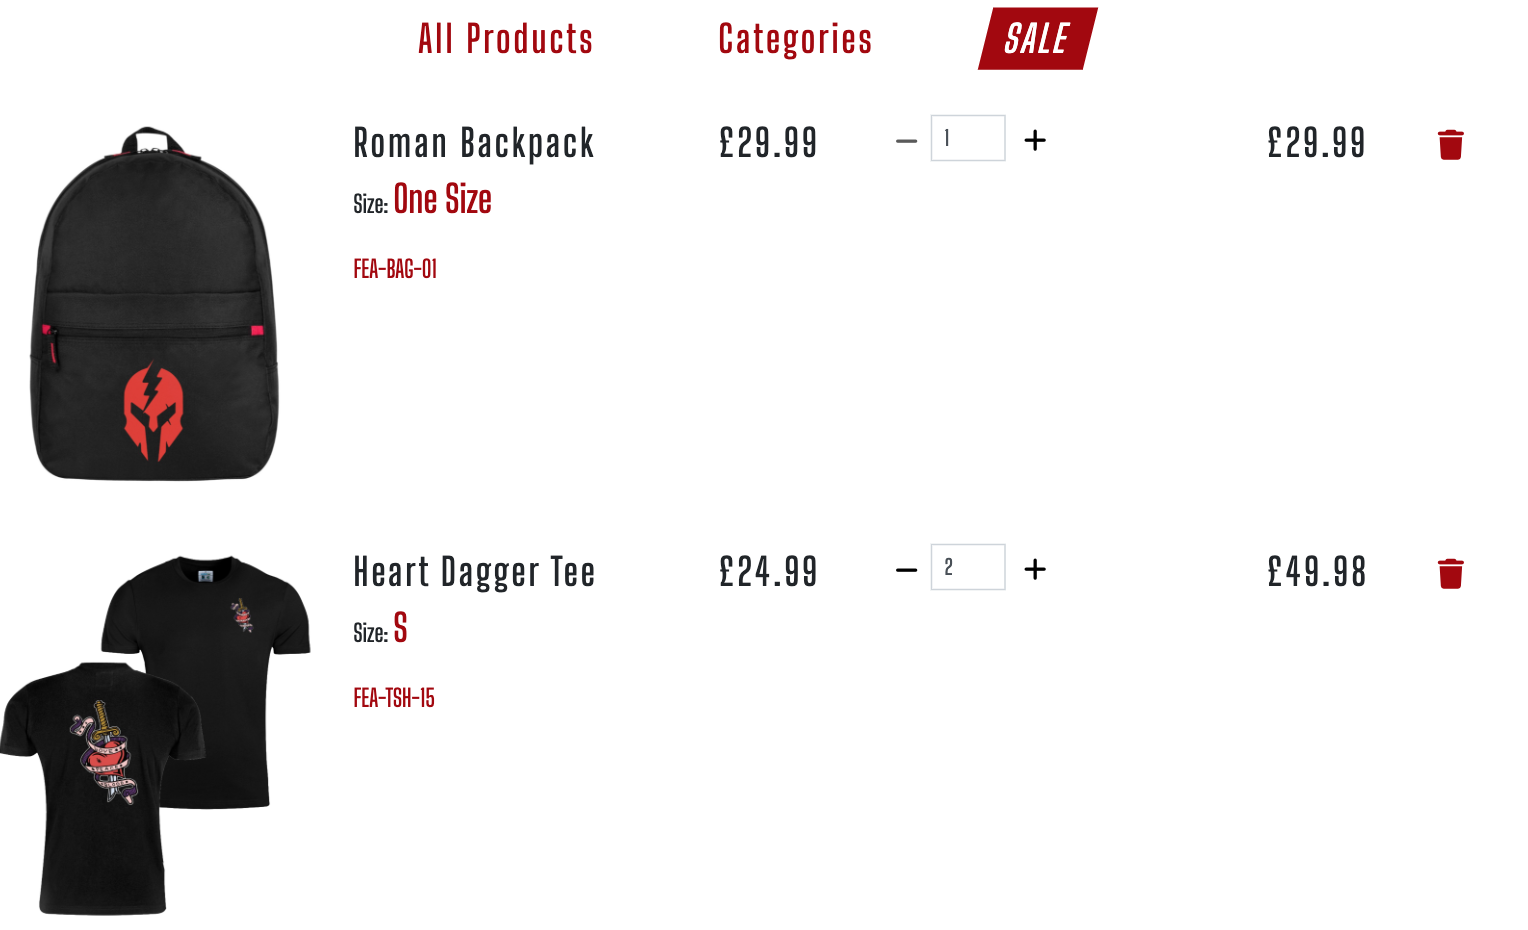 All Products
Categories
SALE
Roman Backpack
£29.99
1
£29.99
Size: One Size
FEA-BAG-01
Heart Dagger Tee
£24.99
2
£49.98
Size: S
FEA-TSH-15